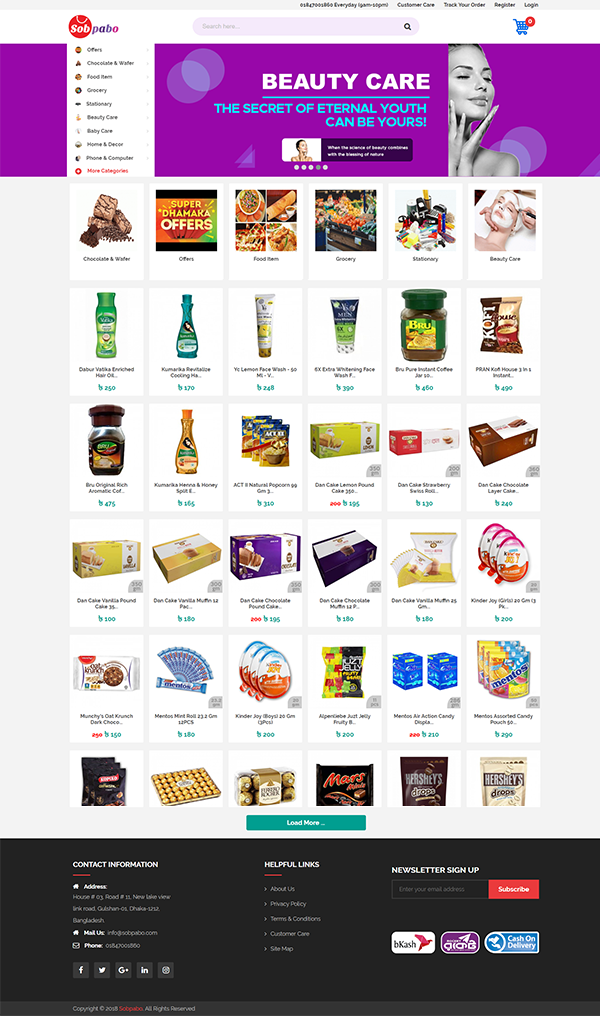 01847001860 Everyday (9am-10pm) Customer Care Track Your Order Register Login
Sobpabo
Search here...
0
Offers
Chocolate & Wafer
Food Item
Grocery
Stationary
Beauty Care
Baby Care
Home & Decor
Phone & Computer
More Categories
BEAUTY CARE
THE SECRET OF ETERNAL YOUTH
CAN BE YOURS!
When the science of beauty combines
with the blessing of nature
SUPER
DHAMAKA
OFFERS
Chocolate & Wafer
Offers
Food Item
Grocery
Stationary
Beauty Care
Dabur Vatika Enriched
Hair Oil...
৳ 250
Kumarika Revitalize
Cooling Ha...
৳ 170
Yc Lemon Face Wash - 50
Ml - V...
৳ 248
6X Extra Whitening Face
Wash F...
৳ 390
Bru Pure Instant Coffee
Jar 10...
৳ 460
PRAN Kofi House 3 In 1
Instant...
৳ 490
Bru Original Rich
Aromatic Cof...
৳ 475
Kumarika Henna & Honey
Split E...
৳ 165
ACT II Natural Popcorn 99
Gm 3...
৳ 310
Dan Cake Lemon Pound
Cake 350...
200 ৳ 195
Dan Cake Strawberry
Swiss Roll...
৳ 130
Dan Cake Chocolate
Layer Cake...
৳ 240
Dan Cake Vanilla Pound
Cake 35...
৳ 100
Dan Cake Vanilla Muffin 12
Pac...
৳ 180
Dan Cake Chocolate
Pound Cake...
200 ৳ 195
Dan Cake Chocolate
Muffin 12 P...
৳ 180
Dan Cake Muffin 25
Gm...
৳ 180
Kinder Joy (Girls) 20 Gm (3
Pk...
৳ 200
Munchy's Oat Krunch
Dark Choco...
250 ৳ 150
Mentos Mint Roll 23.2 Gm
12PCS
৳ 180
Kinder Joy (Boys) 20 Gm
(3Pcs)
৳ 200
Alpenliebe Juzt Jelly
Fruity B...
৳ 200
Mentos Air Action Candy
Displa...
220 ৳ 210
Mentos Assorted Candy
Pouch 50...
৳ 290
Mars
HERSHEY'S
drops
HERSHEY'S
drops
Load More ...
CONTACT INFORMATION
Address:
House # 03, Road # 11, New lake view
link road, Gulshan-01, Dhaka-1212,
Bangladesh.
Mail Us: info@sobpabo.com
Phone: 01847001860
HELPFUL LINKS
About Us
Privacy Policy
Terms & Conditions
Customer Care
Site Map
NEWSLETTER SIGN UP
Enter your email address
Subscribe
bKash
Cash On
Delivery
Copyright © 2018 Sobpabo. All Rights Reserved